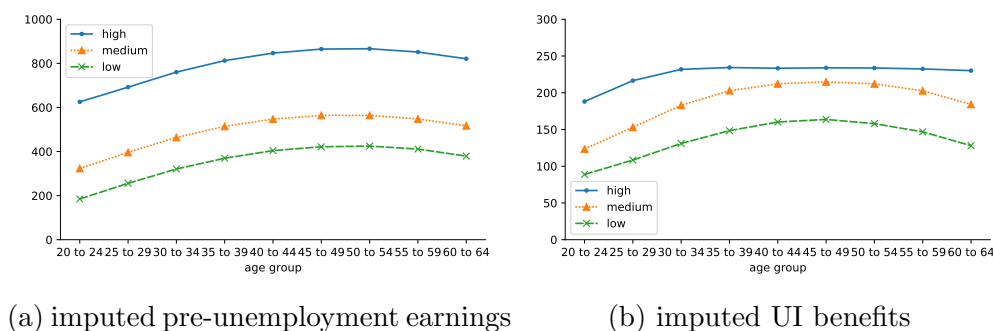 1000
800
600
400
200
0
high
medium
low
20 to 24 25 to 29 30 to 34 35 to 39 40 to 44 45 to 49 50 to 54 55 to 59 60 to 64
age group
(a) imputed pre-unemployment earnings
300
250
200
150
100
50
0
high
medium
low
20 to 24 25 to 29 30 to 34 35 to 39 40 to 44 45 to 49 50 to 54 55 to 59 60 to 64
age group
(b) imputed UI benefits